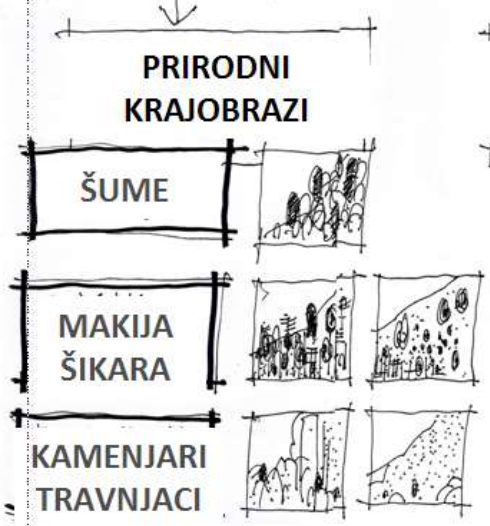 PRIRODNI
KRAJOBRAZI
ŠUME
MAKIJA
ŠIKARA
KAMENJARI
TRAVNJACI